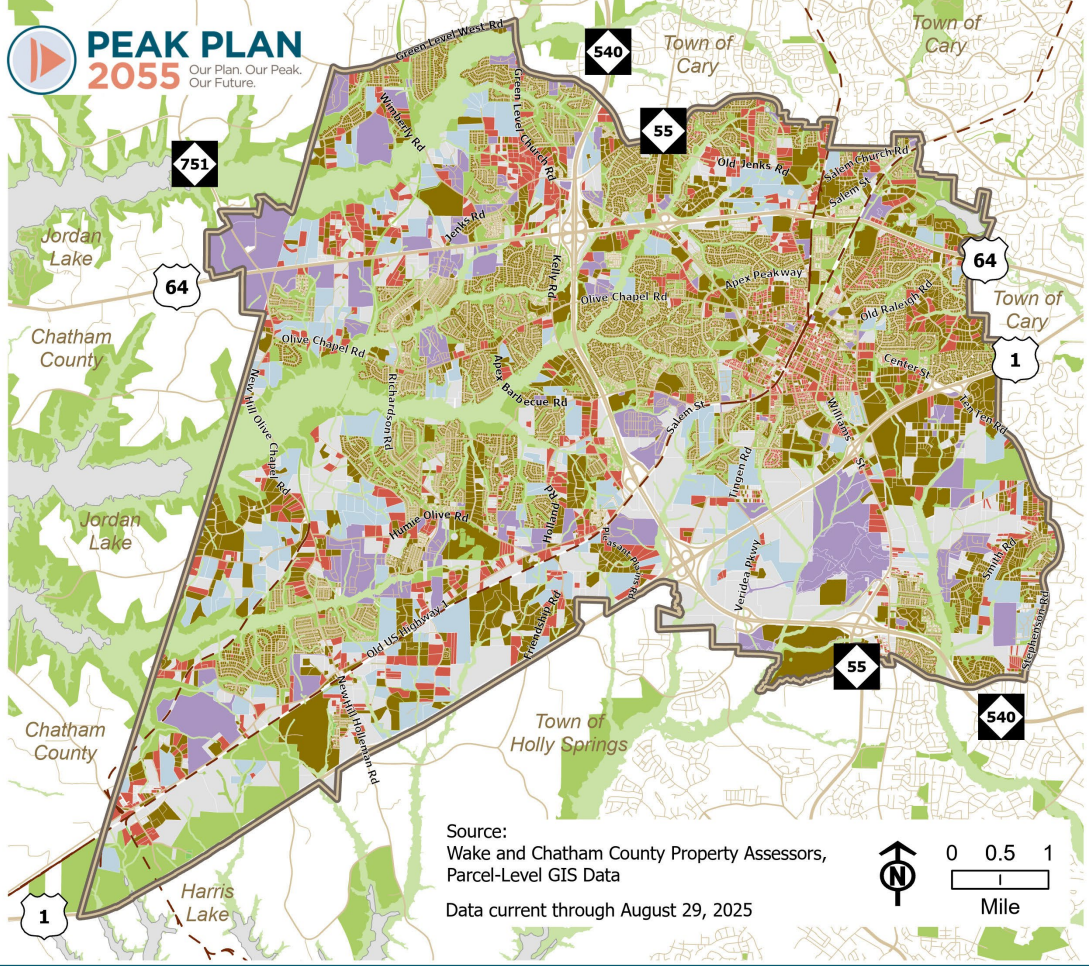 PEAK PLAN
2055
Our Plan. Our Peak.
Our Future.
Green Level West Rd
540
Town of
Cary
Town of
Cary
Wimberly Rd
Green Level Church Rd
55
751
Old Jenks Rd
Salem Church Rd
Salem St
Jenks Rd
Jordan
Lake
64
Kelly Rd
Apex Peakway
64
Olive Chapel Rd
Old Raleigh Rd
Town of
Cary
Chatham
County
Olive Chapel Rd
1
Center St
New Hill Olive Chapel Rd
Richardson Rd
Apex Barbecue Rd
Salem St
Williams St
Ten Ten Rd
Tingen Rd
Jordan
Lake
Humie Olive Rd
Holland Rd
Pleasant Plains Rd
Veridea Pkwy
Smith Rd
Old US Highway 1
Friendship Rd
Stephenson Rd
55
New Hill Holleman Rd
540
Chatham
County
Town of
Holly Springs
Harris
Lake
1
Source:
Wake and Chatham County Property Assessors,
Parcel-Level GIS Data
Data current through August 29, 2025
N
0 0.5 1
Mile